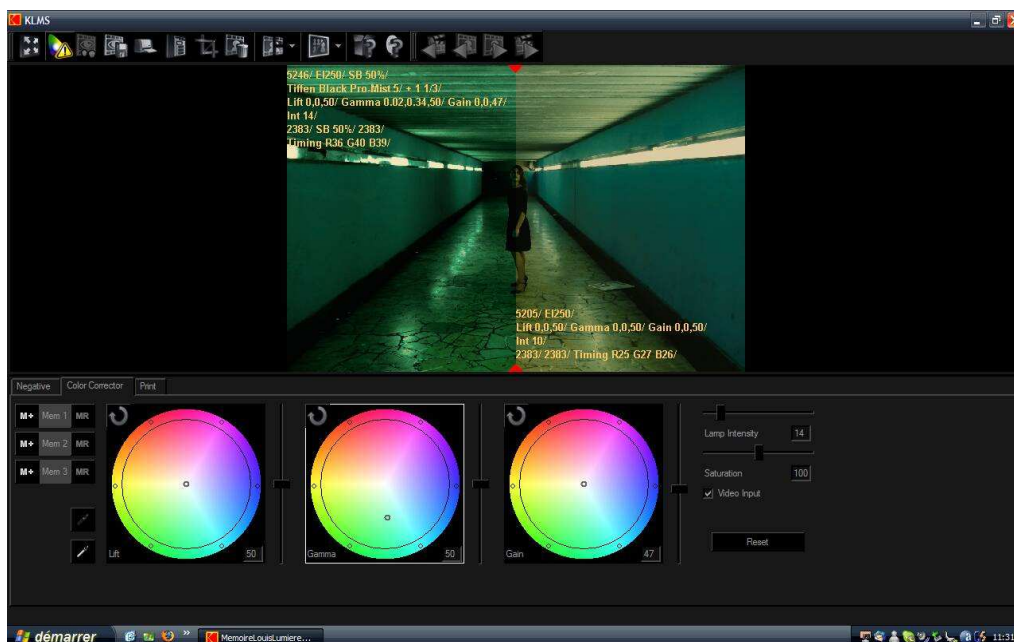 KLMS
5246/ EI250/ SB 50%/
Tiffen Black Pro-Mist 5/ + 1 1/3/
Lift 0,0,50/ Gamma 0.02,0.34,50/ Gain 0,0,47/
Int 14/
2383/ SB 50%/ 2383/
Timing R36 G40 B39/
5205/ EI250/
Lift 0,0,50/ Gamma 0,0,50/ Gain 0,0,50/
Int 10/
2383/ 2383/ Timing R25 G27 B26/
Negative Color Corrector Print
M+ Mem 1 MR
M+ Mem 2 MR
M+ Mem 3 MR
Lift 50
Gamma 50
Gain 47
Lamp Intensity 14
Saturation 100
Video Input
Reset
démarrer
MemoireLouisLumiere...
11:31